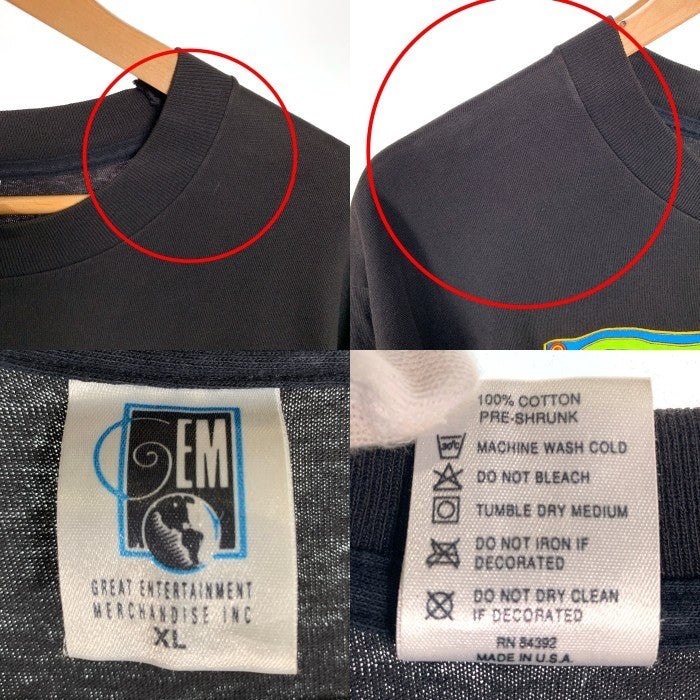 GEM
GREAT ENTERTAINMENT
MERCHANDISE INC
XL
100% COTTON
PRE-SHRUNK
30°C MACHINE WASH COLD
DO NOT BLEACH
TUMBLE DRY MEDIUM
DO NOT IRON IF
DECORATED
DO NOT DRY CLEAN
IF DECORATED
RN 84392
MADE IN U.S.A.